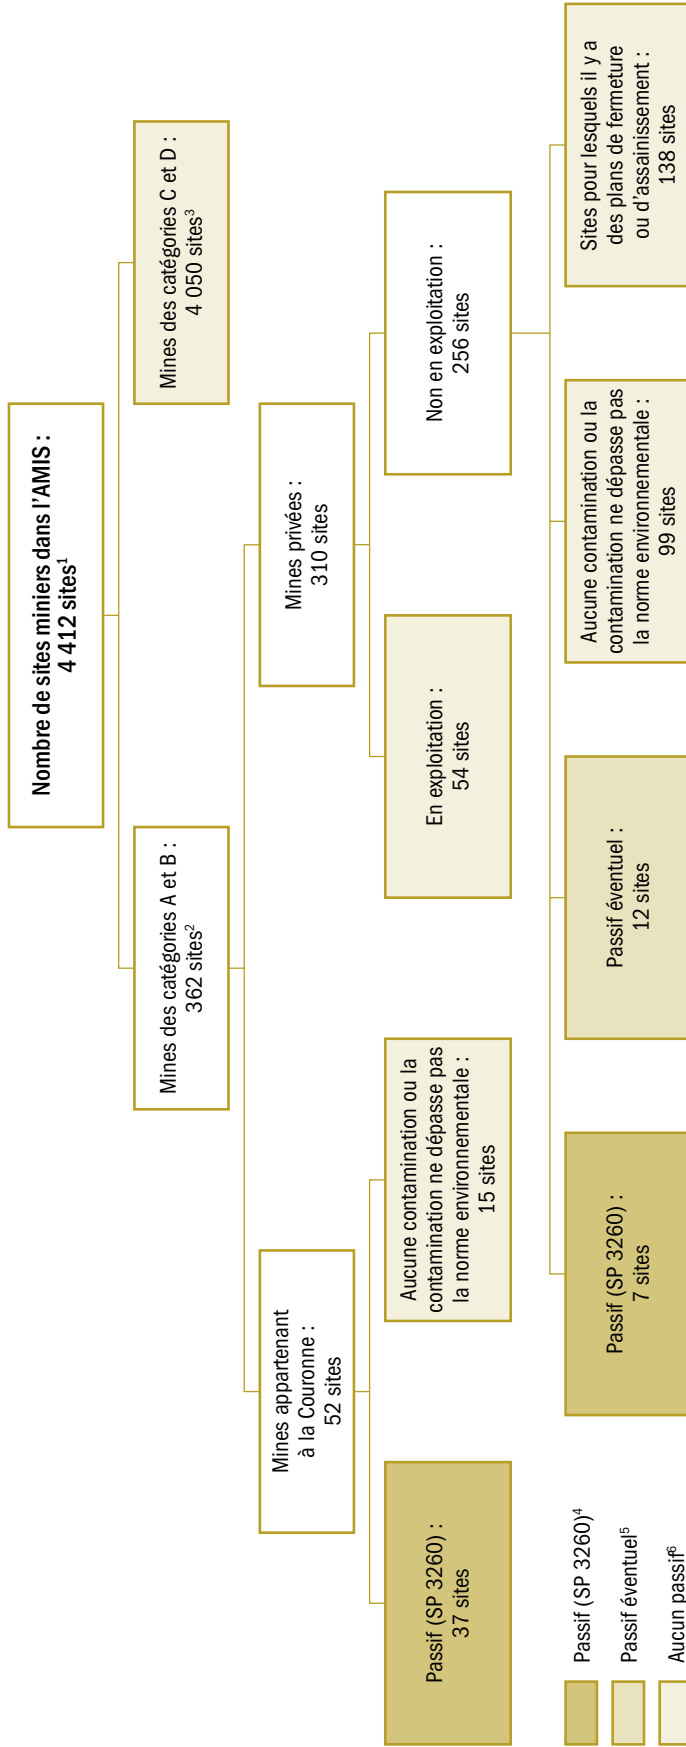 Nombre de sites miniers dans l'AMIS :
4 412 sites¹
Mines des catégories A et B :
362 sites²
Mines des catégories C et D :
4 050 sites³
Mines appartenant
à la Couronne :
52 sites
Mines privées :
310 sites
Passif (SP 3260) :
37 sites
Aucune contamination ou la
contamination ne dépasse pas
la norme environnementale :
15 sites
En exploitation :
54 sites
Non en exploitation :
256 sites
Passif (SP 3260) :
7 sites
Passif éventuel :
12 sites
Aucune contamination ou la
contamination ne dépasse pas
la norme environnementale :
99 sites
Sites pour lesquels il y a
des plans de fermeture
ou d'assainissement :
138 sites
Passif (SP 3260)⁴
Passif éventuel⁵
Aucun passif⁶